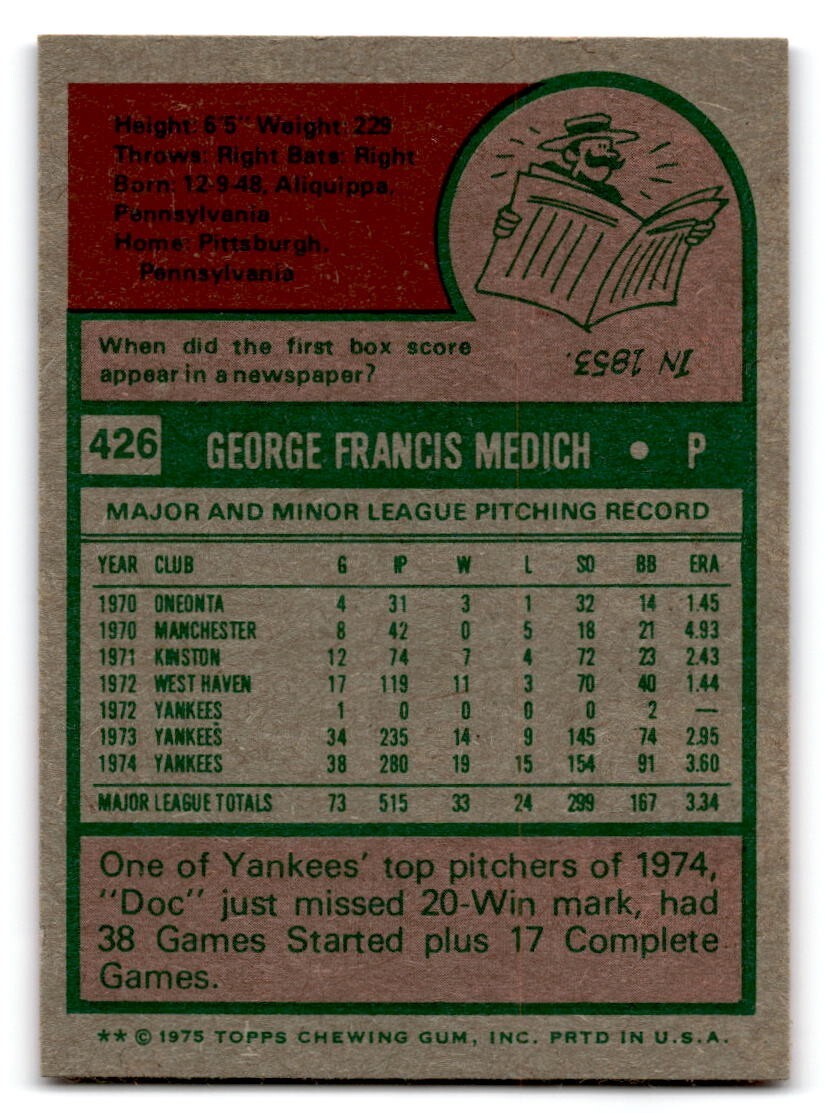 Height: 6'5" Weight: 229
Throws: Right Bats: Right
Born: 12-9-48, Aliquippa,
Pennsylvania
Home: Pittsburgh,
Pennsylvania
When did the first box score
appear in a newspaper?
IN 1853.
426 GEORGE FRANCIS MEDICH • P
MAJOR AND MINOR LEAGUE PITCHING RECORD
YEAR CLUB G IP W L SO BB ERA
1970 ONEONTA 4 31 3 1 32 14 1.45
1970 MANCHESTER 8 42 0 5 18 21 4.93
1971 KINSTON 12 74 7 4 72 23 2.43
1972 WEST HAVEN 17 119 11 3 70 40 1.44
1972 YANKEES 1 0 0 0 0 2 —
1973 YANKEES 34 235 14 9 145 74 2.95
1974 YANKEES 38 280 19 15 154 91 3.60
MAJOR LEAGUE TOTALS 73 515 33 24 299 167 3.34
One of Yankees' top pitchers of 1974,
"Doc" just missed 20-Win mark, had
38 Games Started plus 17 Complete
Games.
** © 1975 TOPPS CHEWING GUM, INC. PRTD IN U.S.A.